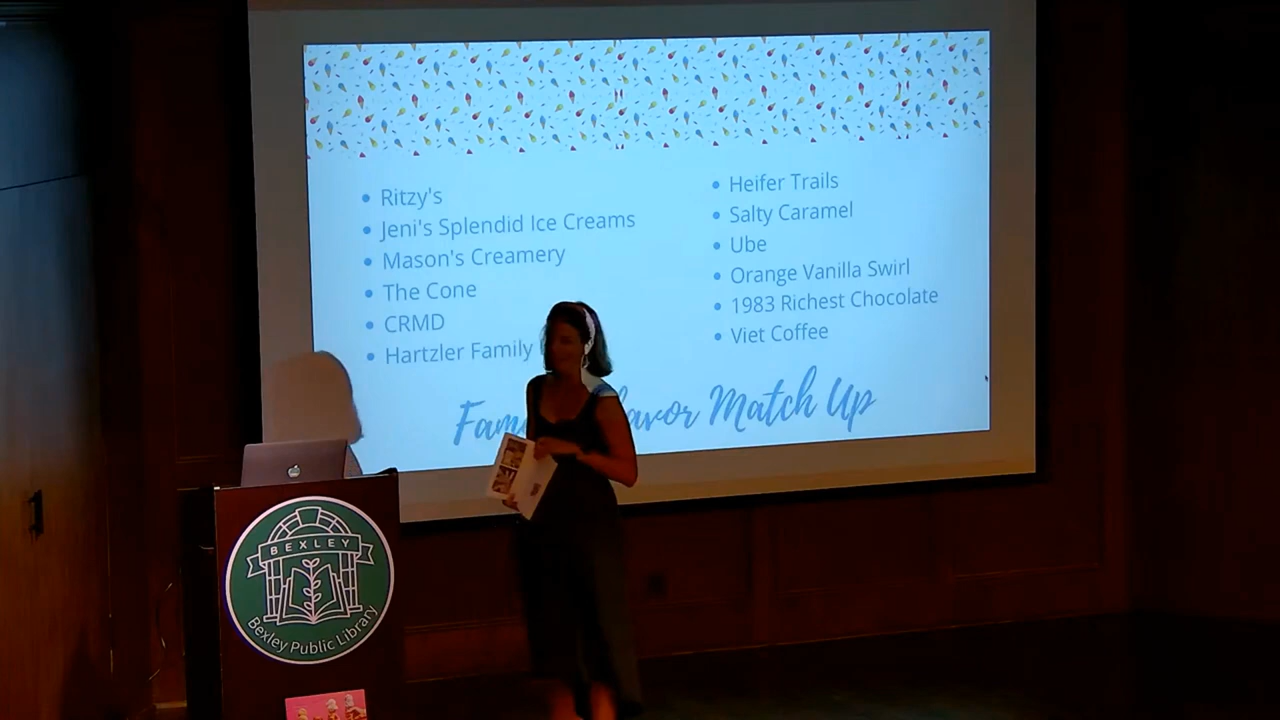 Ritzy's
Jeni's Splendid Ice Creams
Mason's Creamery
The Cone
CRMD
Hartzler Family
Heifer Trails
Salty Caramel
Ube
Orange Vanilla Swirl
1983 Richest Chocolate
Viet Coffee
Match Up
BEXLEY
Bexley Public Library